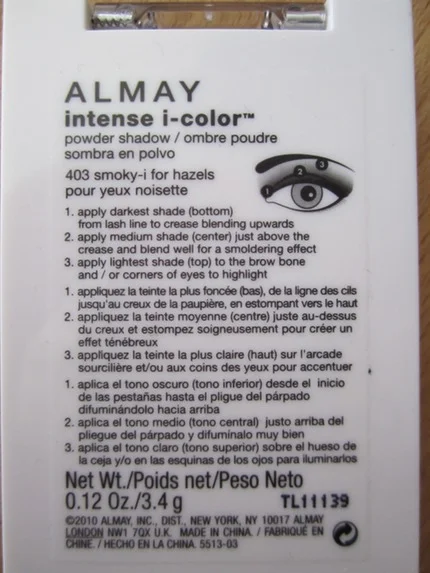 ALMAY
intense i-color™
powder shadow / ombre poudre
sombra en polvo
403 smoky-i for hazels
pour yeux noisette
1 2 3
1. apply darkest shade (bottom)
from lash line to crease blending upwards
2. apply medium shade (center) just above the
crease and blend well for a smoldering effect
3. apply lightest shade (top) to the brow bone
and / or corners of eyes to highlight
1. appliquez la teinte la plus foncée (bas), de la ligne des cils
jusqu'au creux de la paupière, en estompant vers le haut
2. appliquez la teinte moyenne (centre) juste au-dessus
du creux et estompez soigneusement pour créer un
effet ténébreux
3. appliquez la teinte la plus claire (haut) sur l'arcade
sourcilière et/ou aux coins des yeux pour accentuer
1. aplica el tono oscuro (tono inferior) desde el inicio
de las pestañas hasta el pligue del párpado
difuminándolo hacia arriba
2. aplica el tono medio (tono central) justo arriba del
pliegue del párpado y difumínalo muy bien
3. aplica el tono claro (tono superior) sobre el hueso de
la ceja y/o en las esquinas de los ojos para iluminarlos
Net Wt./Poids net/Peso Neto
0.12 Oz./3.4 g TL11139
©2010 ALMAY, INC., DIST., NEW YORK, NY 10017 ALMAY
LONDON NW1 7QX U.K. MADE IN CHINA. / FABRIQUÉ EN
CHINE. / HECHO EN LA CHINA. 5513-03